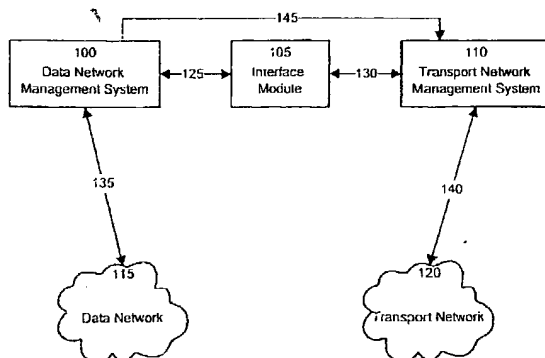 145
100
Data Network
Management System
125
105
Interface
Module
130
110
Transport Network
Management System
135
140
115
Data Network
120
Transport Network